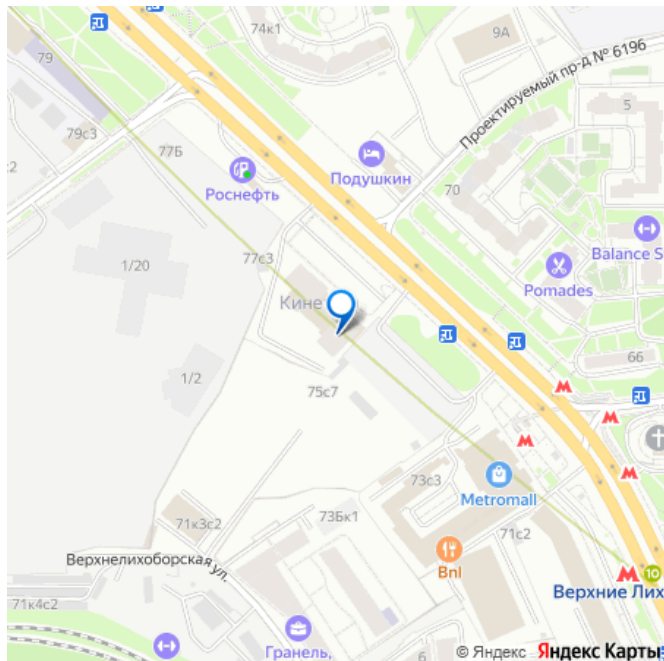 74к1
9А
79
Проектируемый пр-д № 6196
5
79с3
с2
77Б
Роснефть
Подушкин
70
Balance S
77с3
1/20
Pomades
Кине
66
1/2
75с7
73с3
Metromall
71к3с2
73Бк1
71с2
Bnl
Верхнелихоборская ул.
10
Верхние Лих
71к4с2
Гранель,
6
© Яндекс Яндекс Карты